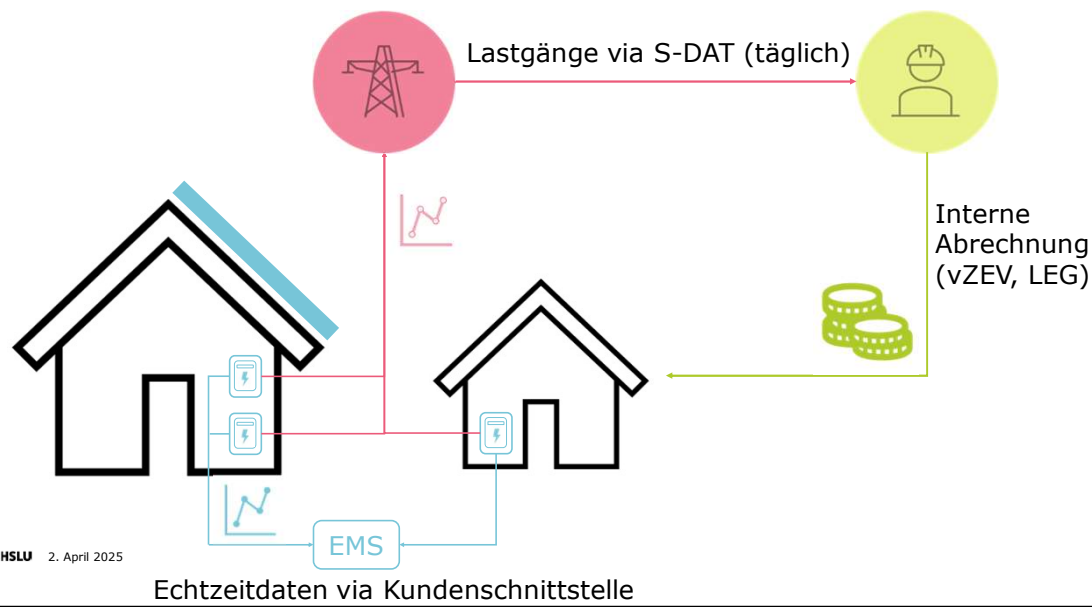 Lastgänge via S-DAT (täglich)
Interne
Abrechnung
(vZEV, LEG)
EMS
HSLU 2. April 2025
Echtzeitdaten via Kundenschnittstelle